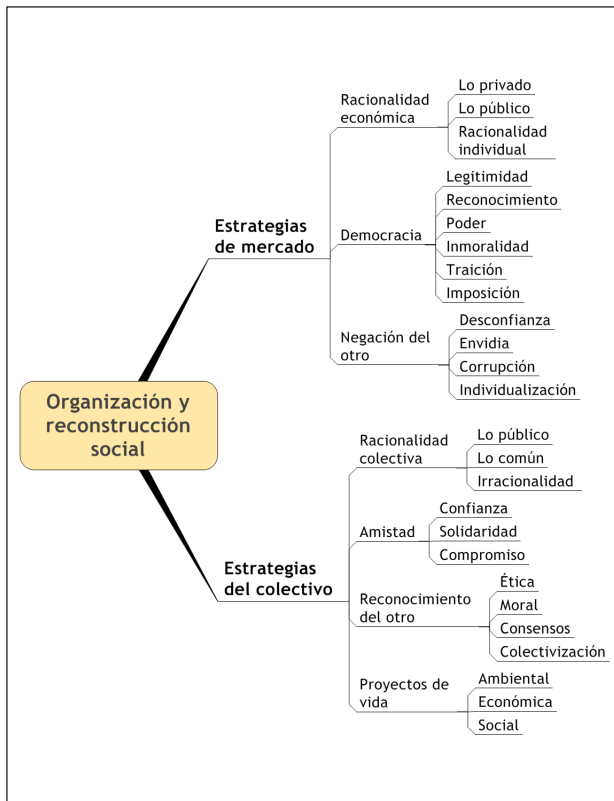 Organización y
reconstrucción
social
Estrategias
de mercado
Racionalidad
económica
Lo privado
Lo público
Racionalidad
individual
Democracia
Legitimidad
Reconocimiento
Poder
Inmoralidad
Traición
Imposición
Negación del
otro
Desconfianza
Envidia
Corrupción
Individualización
Estrategias
del colectivo
Racionalidad
colectiva
Lo público
Lo común
Irracionalidad
Amistad
Confianza
Solidaridad
Compromiso
Reconocimiento
del otro
Ética
Moral
Consensos
Colectivización
Proyectos de
vida
Ambiental
Económica
Social